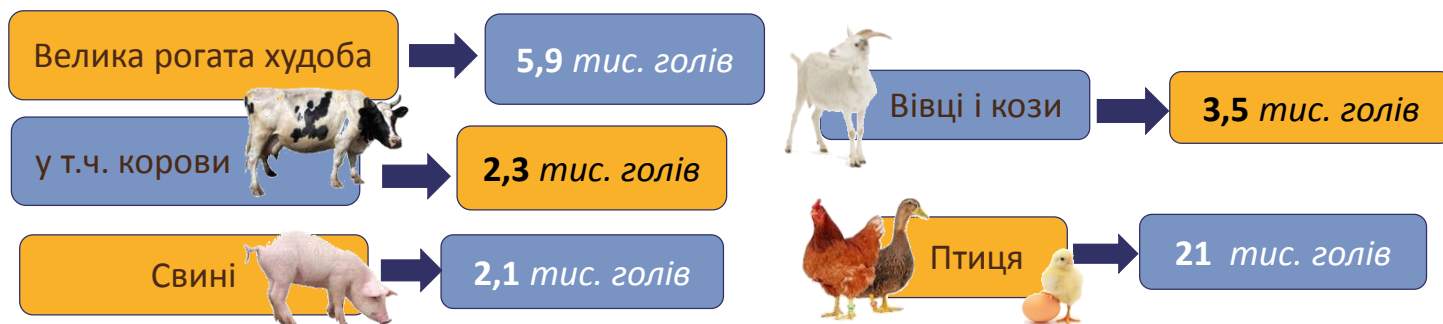 Велика рогата худоба
5,9 тис. голів
у т.ч. корови
2,3 тис. голів
Свині
2,1 тис. голів
Вівці і кози
3,5 тис. голів
Птиця
21 тис. голів